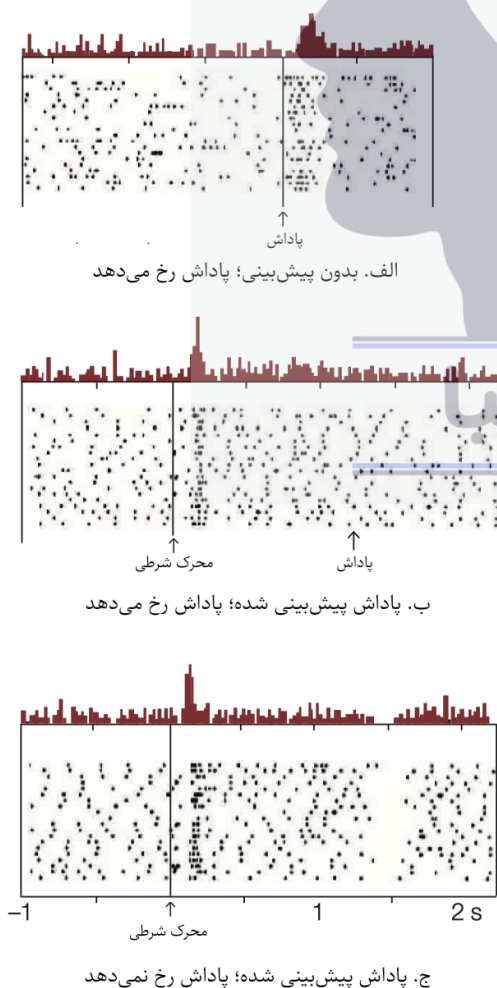 پاداش
الف. بدون پیش‌بینی؛ پاداش رخ می‌دهد
پا
محرک شرطی
پاداش
ب. پاداش پیش‌بینی شده؛ پاداش رخ می‌دهد
–1
1
2 s
محرک شرطی
ج. پاداش پیش‌بینی شده؛ پاداش رخ نمی‌دهد